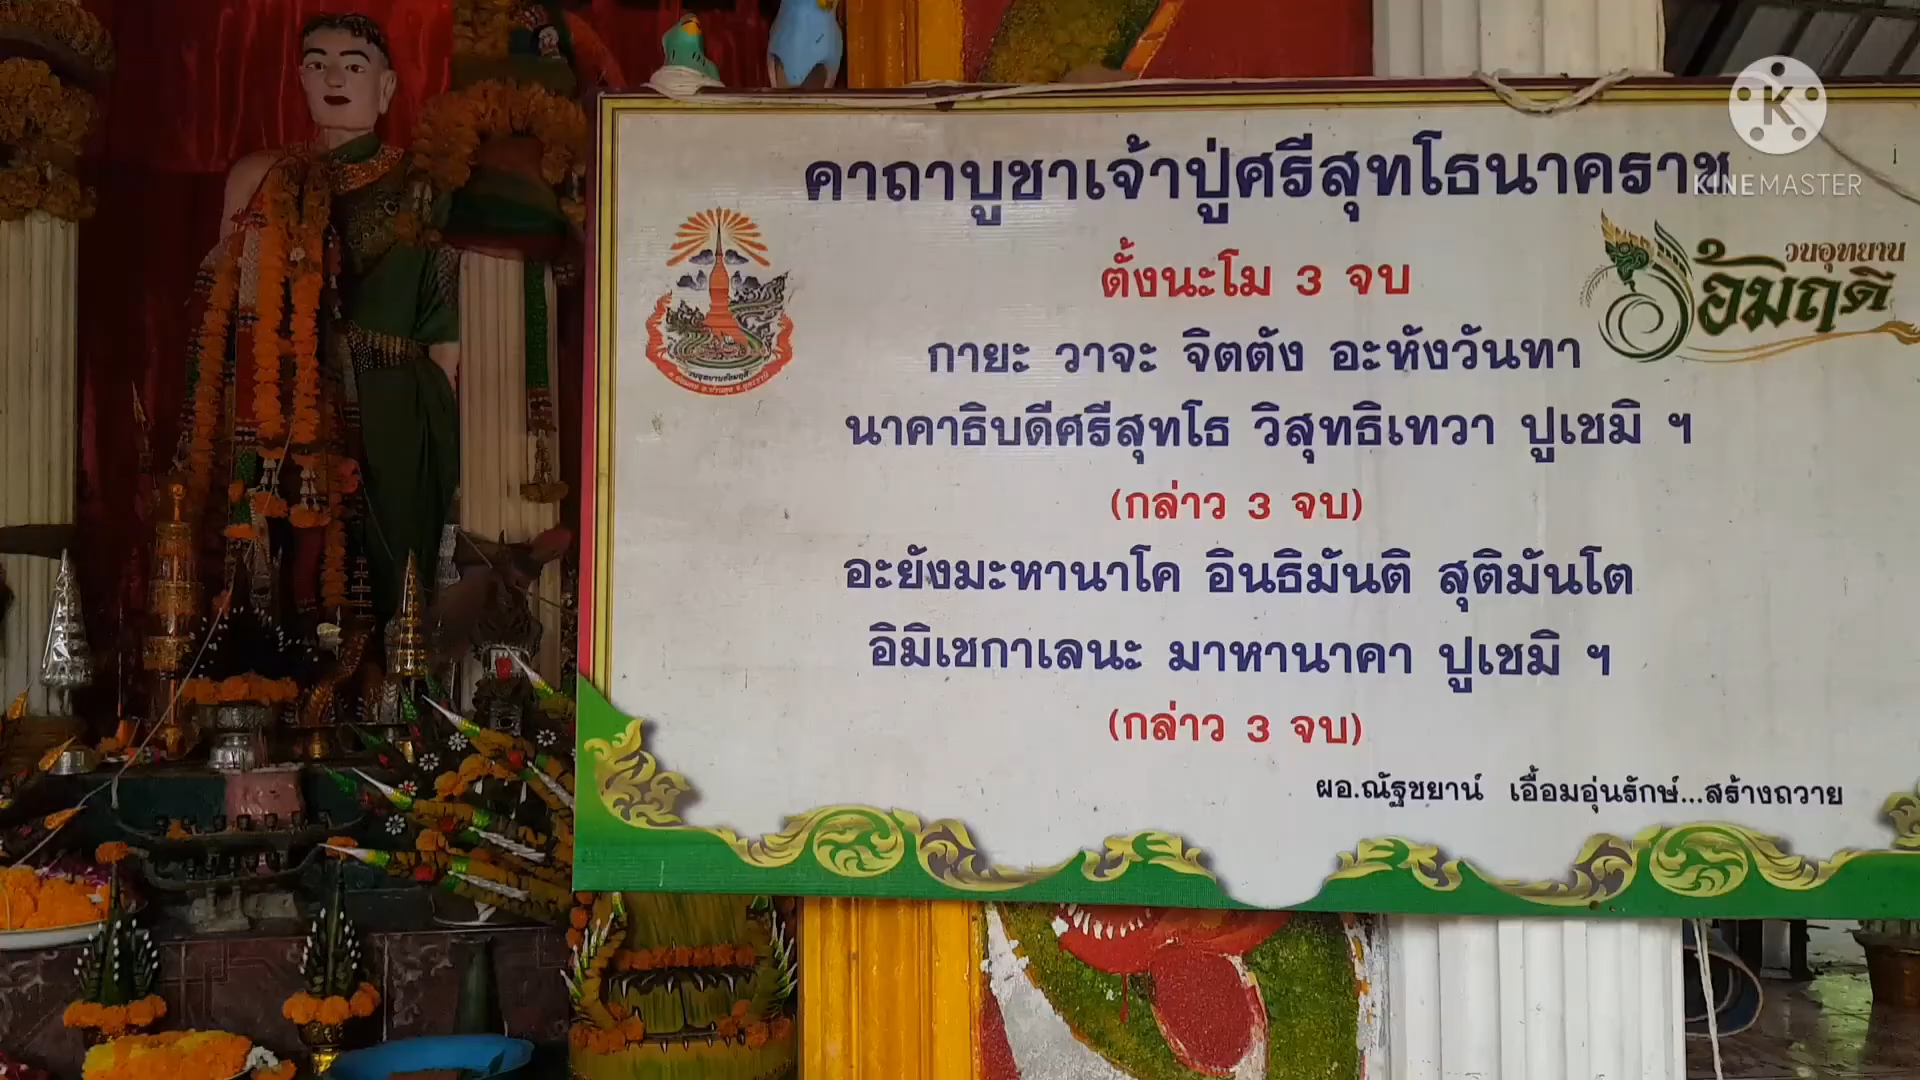 คาถาบูชาเจ้าปู่ศรีสุทโธนาคราช
KINEMASTER
ตั้งนะโม 3 จบ
วนอุทยาน
อ้อมฤดี
กายะ วาจะ จิตตัง อะหังวันทา
นาคาธิบดีศรีสุทโธ วิสุทธิเทวา ปูเชมิ ฯ
(กล่าว 3 จบ)
อะยังมะหานาโค อินธิมันติ สุติมันโต
อิมิเชกาเลนะ มาหานาคา ปูเชมิ ฯ
(กล่าว 3 จบ)
ผอ.ณัฐชยาน์ เอื้อมอุ่นรักษ์...สร้างถวาย